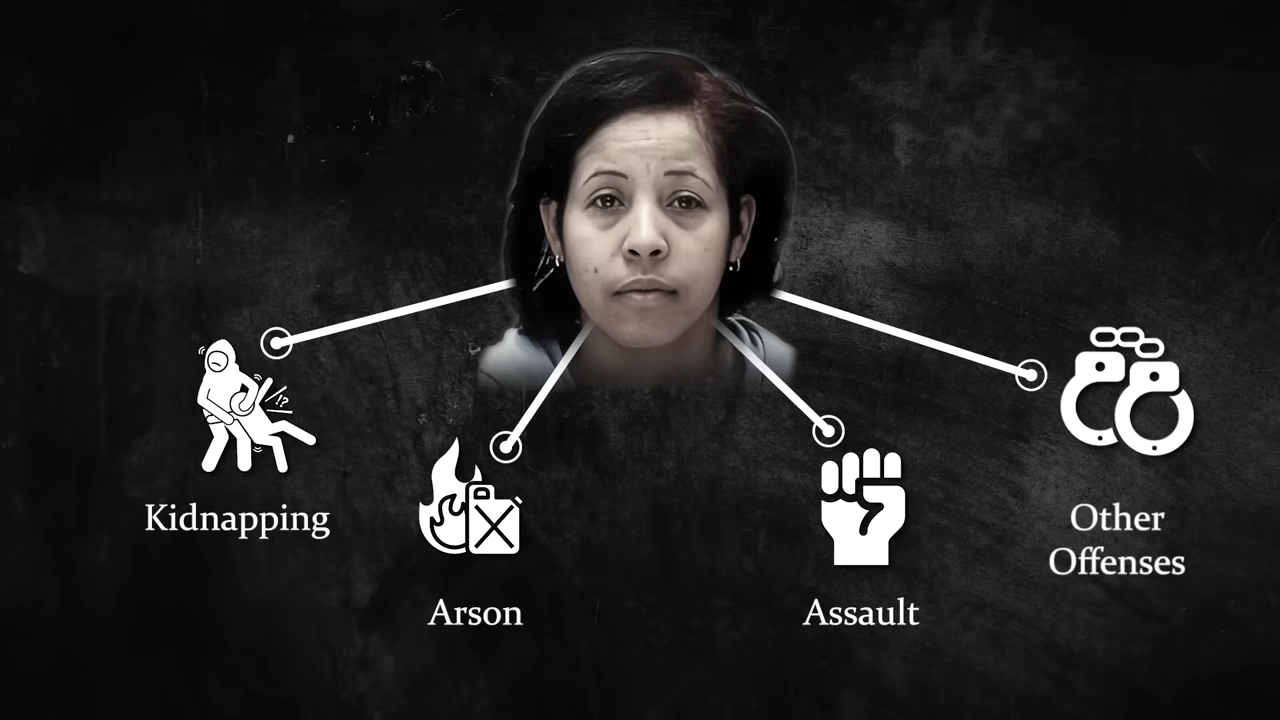 Kidnapping
Arson
Assault
Other
Offenses